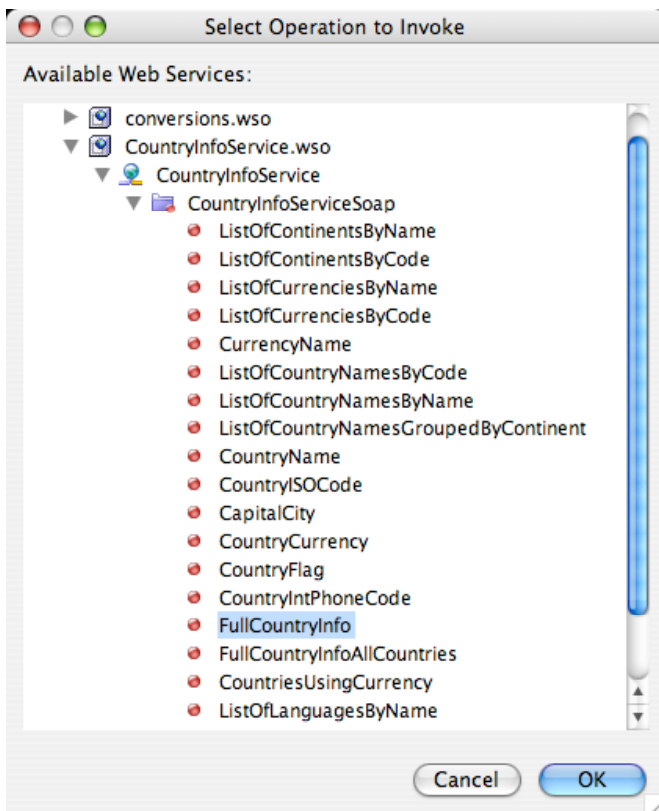 Select Operation to Invoke
Available Web Services:
conversions.wso
CountryInfoService.wso
CountryInfoService
CountryInfoServiceSoap
ListOfContinentsByName
ListOfContinentsByCode
ListOfCurrenciesByName
ListOfCurrenciesByCode
CurrencyName
ListOfCountryNamesByCode
ListOfCountryNamesByName
ListOfCountryNamesGroupedByContinent
CountryName
CountryISOCode
CapitalCity
CountryCurrency
CountryFlag
CountryIntPhoneCode
FullCountryInfo
FullCountryInfoAllCountries
CountriesUsingCurrency
ListOfLanguagesByName
Cancel OK